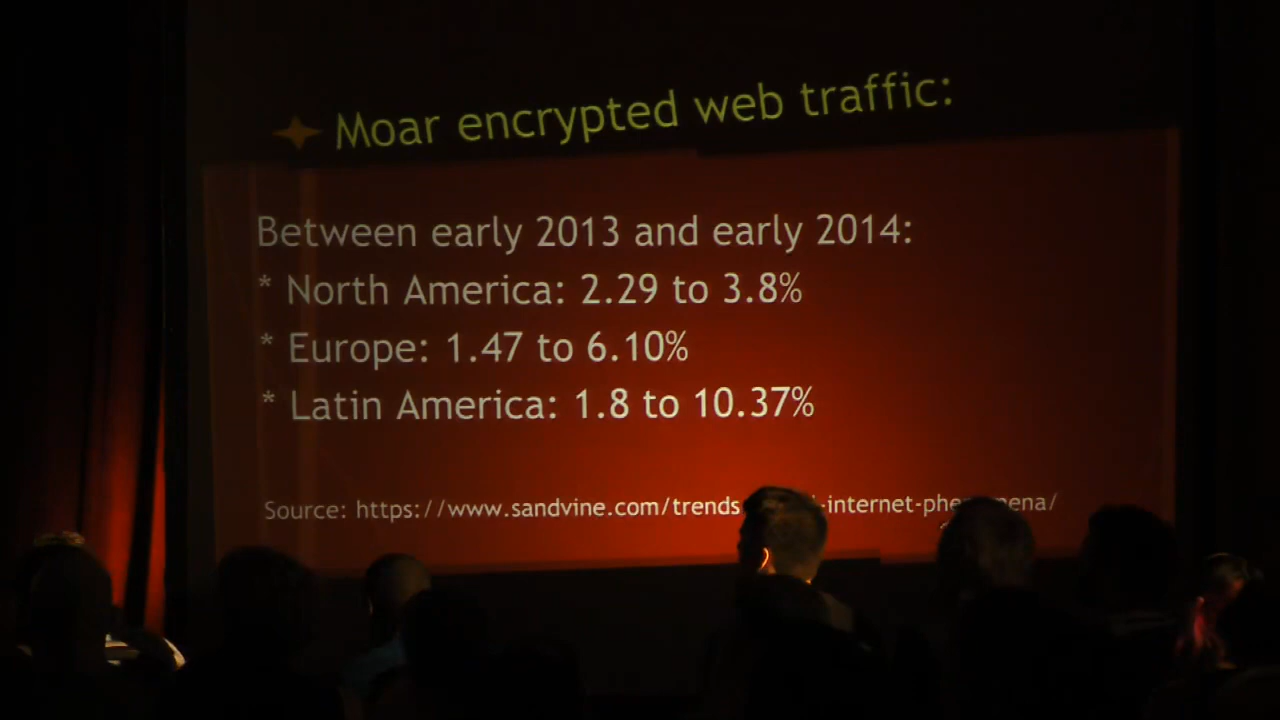 Moar encrypted web traffic:
Between early 2013 and early 2014:
* North America: 2.29 to 3.8%
* Europe: 1.47 to 6.10%
* Latin America: 1.8 to 10.37%
Source: https://www.sandvine.com/trends -internet-phe ena/